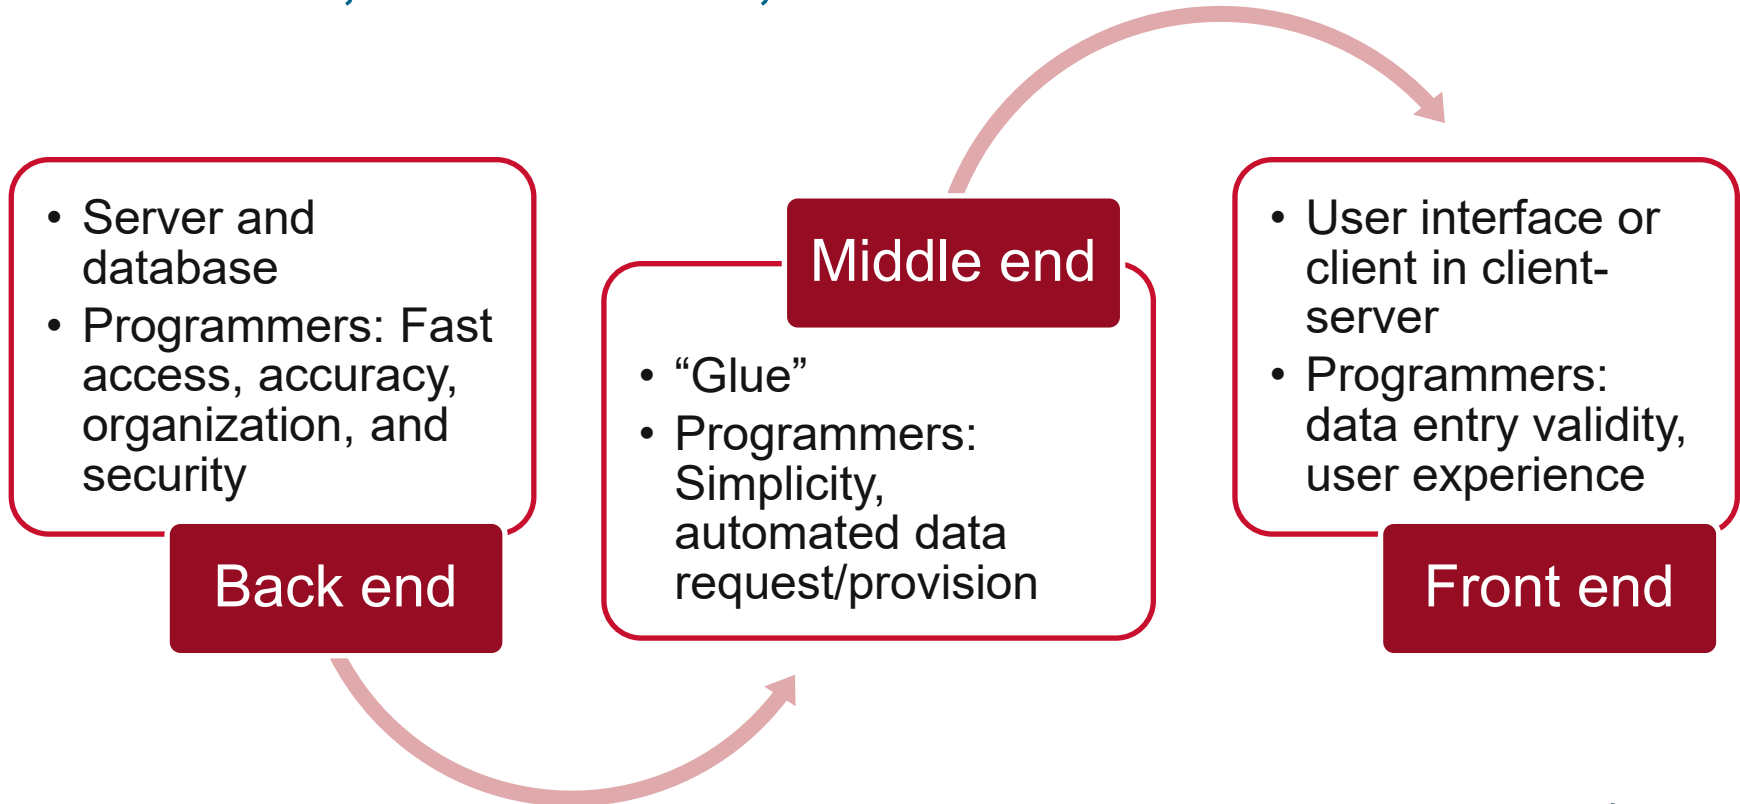 • Server and
database
• Programmers: Fast
access, accuracy,
organization, and
security
Back end
Middle end
• “Glue”
• Programmers:
Simplicity,
automated data
request/provision
• User interface or
client in client-
server
• Programmers:
data entry validity,
user experience
Front end